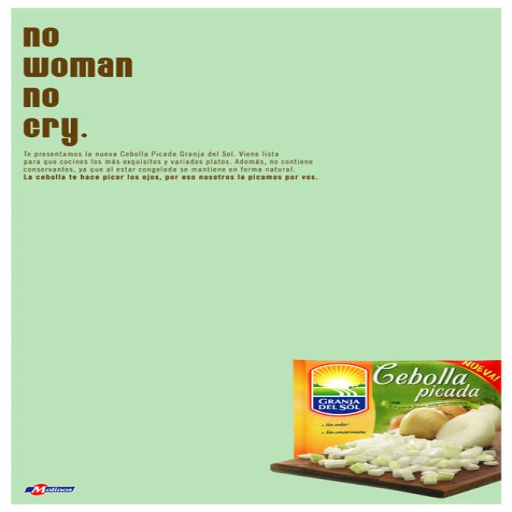 no
woman
no
cry.
Te presentamos la nueva Cebolla Picada Granja del Sol. Viene lista
para que cocines los más exquisitos y variados platos. Además, no contiene
conservantes, ya que al estar congelada se mantiene en forma natural.
La cebolla te hace picar los ojos, por eso nosotros la picamos por vos.
NUEVA!
Cebolla
picada
GRANJA
DEL SOL
Sin conservantes
Molinos